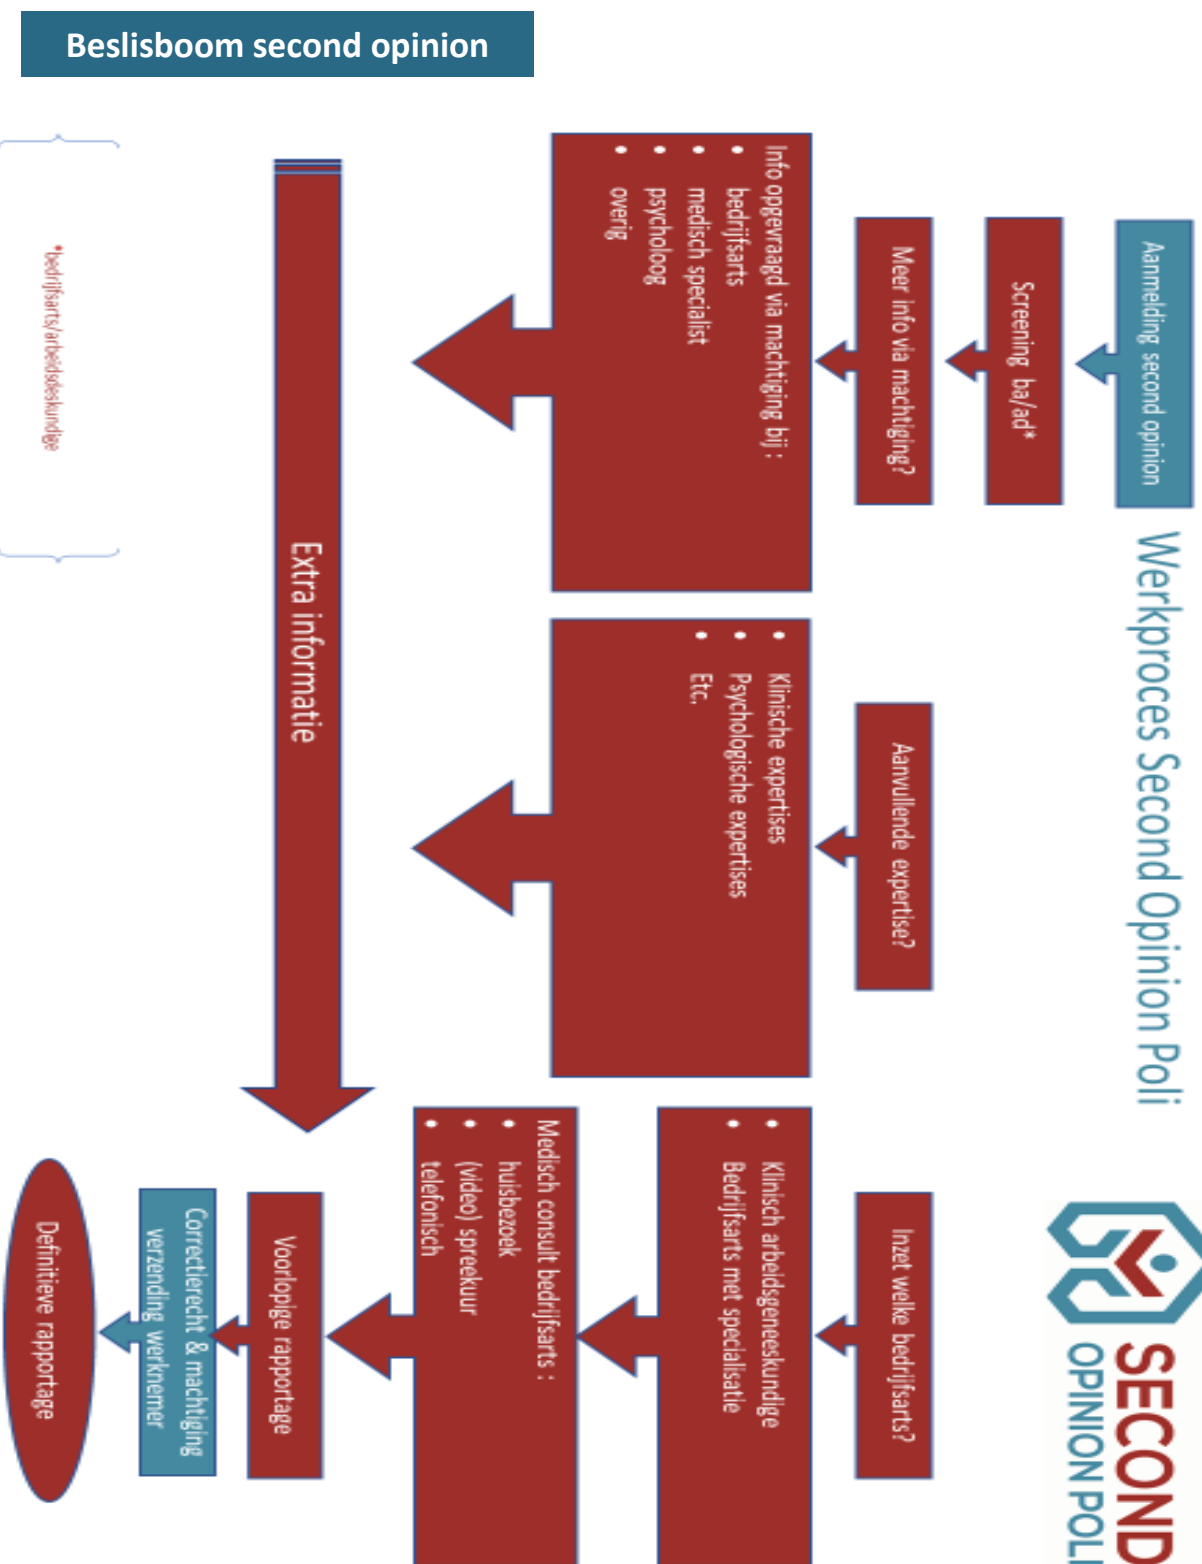 Beslisboom second opinion
Werkproces Second Opinion Poli
SECOND
OPINION POLI
Aanmelding second opinion
Screening ba/ad*
Meer info via machtiging?
Info opgevraagd via machtiging bij :
• bedrijfsarts
• medisch specialist
• psycholoog
• overig
Aanvullende expertise?
• Klinische expertises
• Psychologische expertises
• Etc.
Inzet welke bedrijfsarts?
• Klinisch arbeidsgeneeskundige
• Bedrijfsarts met specialisatie
Medisch consult bedrijfsarts :
• huisbezoek
• (video) spreekuur
• telefonisch
Extra informatie
Voorlopige rapportage
Correctierecht & machtiging
verzending werknemer
Definitieve rapportage
*bedrijfsarts/arbeidsdeskundige